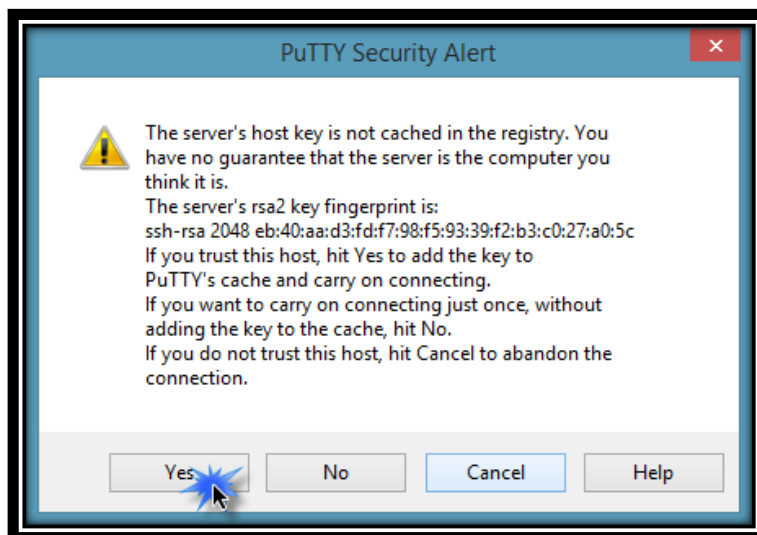 PuTTY Security Alert
The server's host key is not cached in the registry. You
have no guarantee that the server is the computer you
think it is.
The server's rsa2 key fingerprint is:
ssh-rsa 2048 eb:40:aa:d3:fd:f7:98:f5:93:39:f2:b3:c0:27:a0:5c
If you trust this host, hit Yes to add the key to
PuTTY's cache and carry on connecting.
If you want to carry on connecting just once, without
adding the key to the cache, hit No.
If you do not trust this host, hit Cancel to abandon the
connection.
Yes No Cancel Help